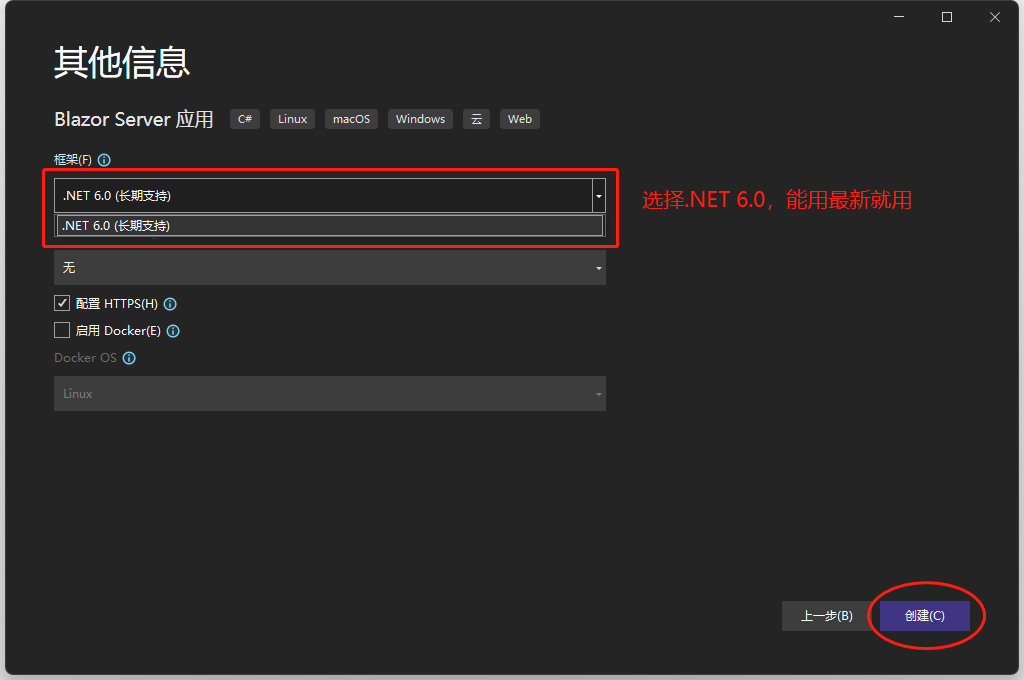 其他信息
Blazor Server 应用 C# Linux macOS Windows 云 Web
框架(F)
.NET 6.0 (长期支持)
选择.NET 6.0，能用最新就用
.NET 6.0 (长期支持)
无
配置 HTTPS(H)
启用 Docker(E)
Docker OS
Linux
上一步(B) 创建(C)